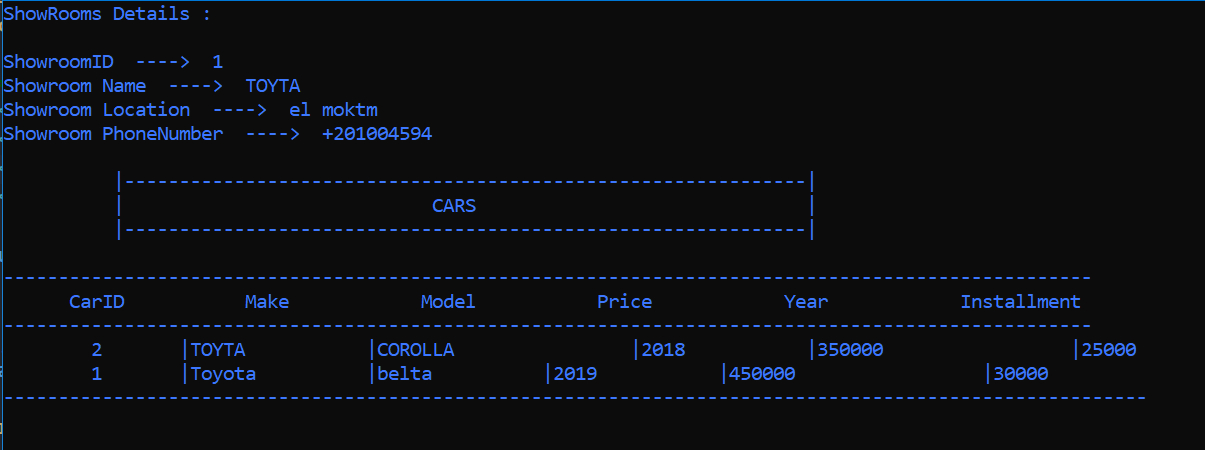 ShowRooms Details :
ShowroomID  ---->  1
Showroom Name  ---->  TOYTA
Showroom Location  ---->  el moktm
Showroom PhoneNumber  ---->  +201004594
|--------------------------------------------------------------|
|                            CARS                              |
|--------------------------------------------------------------|
---------------------------------------------------------------------------------------------------
      CarID           Make            Model           Price            Year            Installment
---------------------------------------------------------------------------------------------------
        2       |TOYTA           |COROLLA                |2018           |350000                 |25000
        1       |Toyota          |belta          |2019           |450000                 |30000
--------------------------------------------------------------------------------------------------------